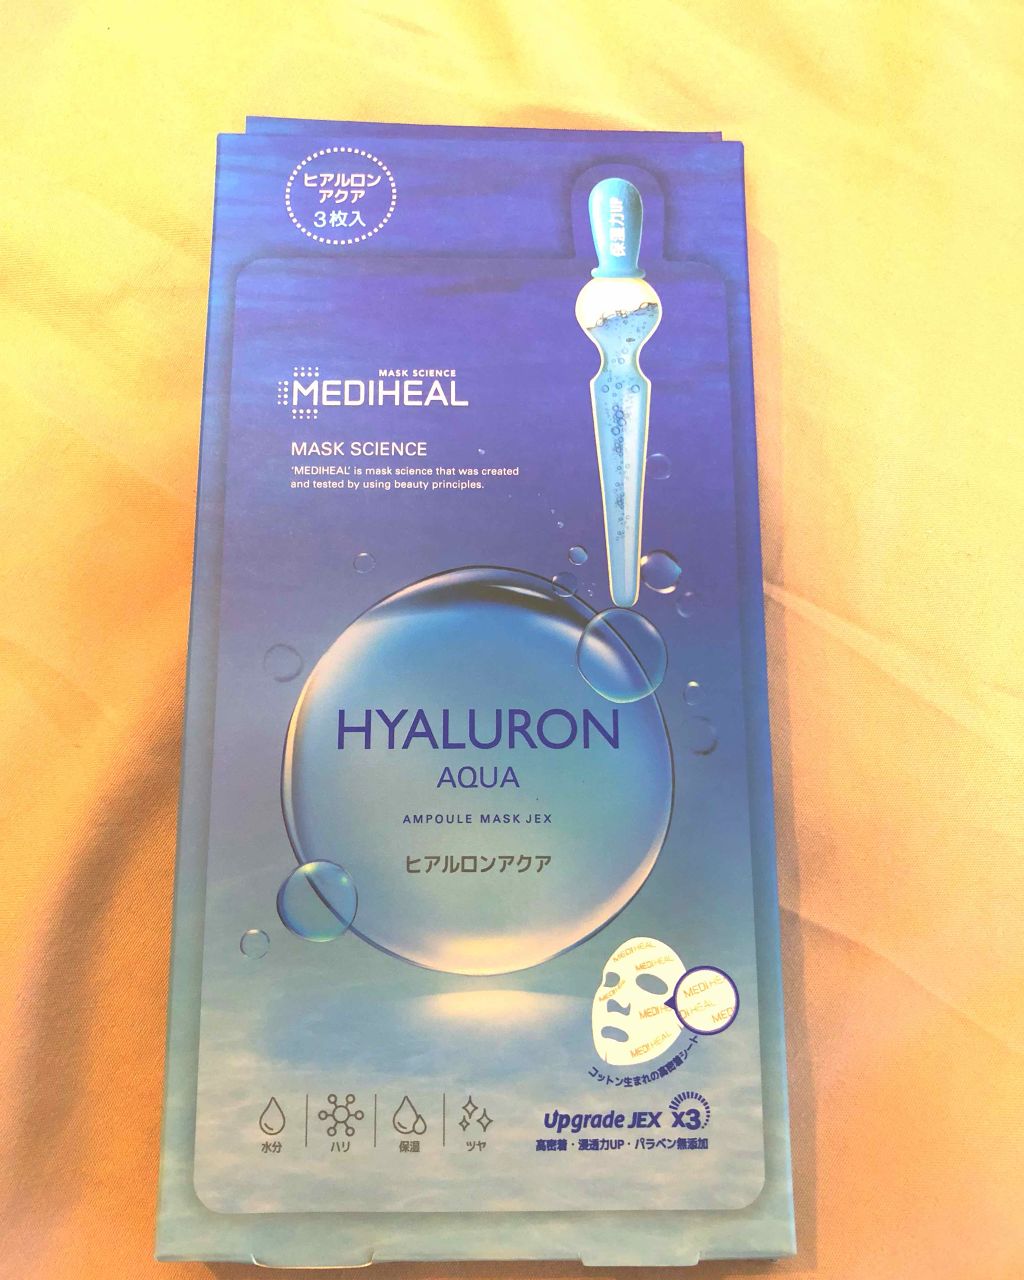 ヒアルロン
アクア
3枚入
保湿力UP
MASK SCIENCE
MEDIHEAL
MASK SCIENCE
'MEDIHEAL' is mask science that was created
and tested by using beauty principles.
HYALURON
AQUA
AMPOULE MASK JEX
ヒアルロンアクア
MEDIHEAL
MEDIHEAL
MEDIHEAL
コットン生まれの高密着シート
水分
ハリ
保湿
ツヤ
Upgrade JEX X3
高密着・浸透力UP・パラベン無添加